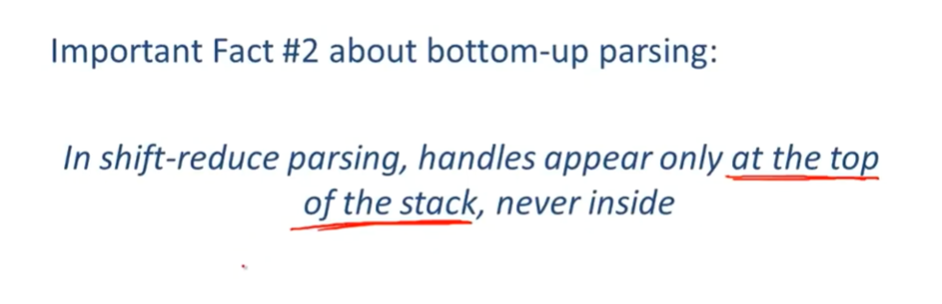 Important Fact #2 about bottom-up parsing:
In shift-reduce parsing, handles appear only at the top
of the stack, never inside